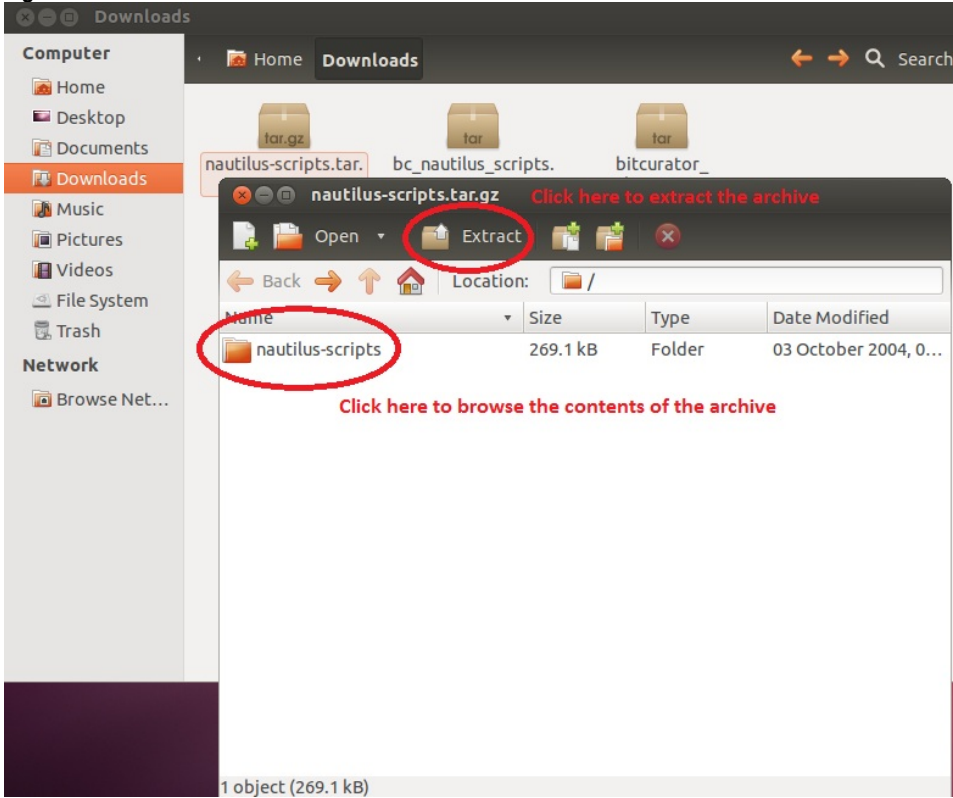 Downloads
Computer
Home
Desktop
Documents
Downloads
Music
Pictures
Videos
File System
Trash
Network
Browse Net...
Home Downloads Search
tar.gz tar tar
nautilus-scripts.tar. bc_nautilus_scripts. bitcurator_
nautilus-scripts.tar.gz Click here to extract the archive
Open Extract
Back Location: /
Name Size Type Date Modified
nautilus-scripts 269.1 kB Folder 03 October 2004, 0...
Click here to browse the contents of the archive
1 object (269.1 kB)